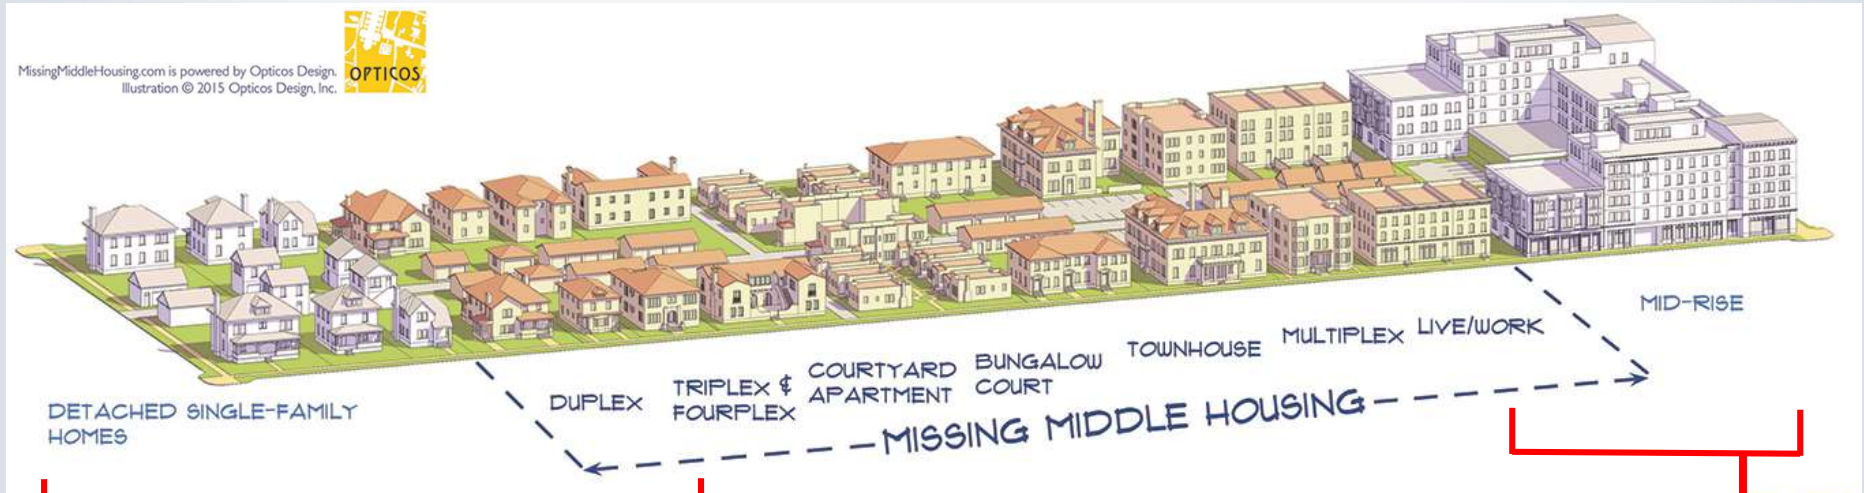 MissingMiddleHousing.com is powered by Opticos Design.
Illustration © 2015 Opticos Design, Inc.
OPTICOS
DETACHED SINGLE-FAMILY
HOMES
DUPLEX
TRIPLEX &
FOURPLEX
COURTYARD
APARTMENT
BUNGALOW
COURT
TOWNHOUSE
MULTIPLEX
LIVE/WORK
MID-RISE
MISSING MIDDLE HOUSING